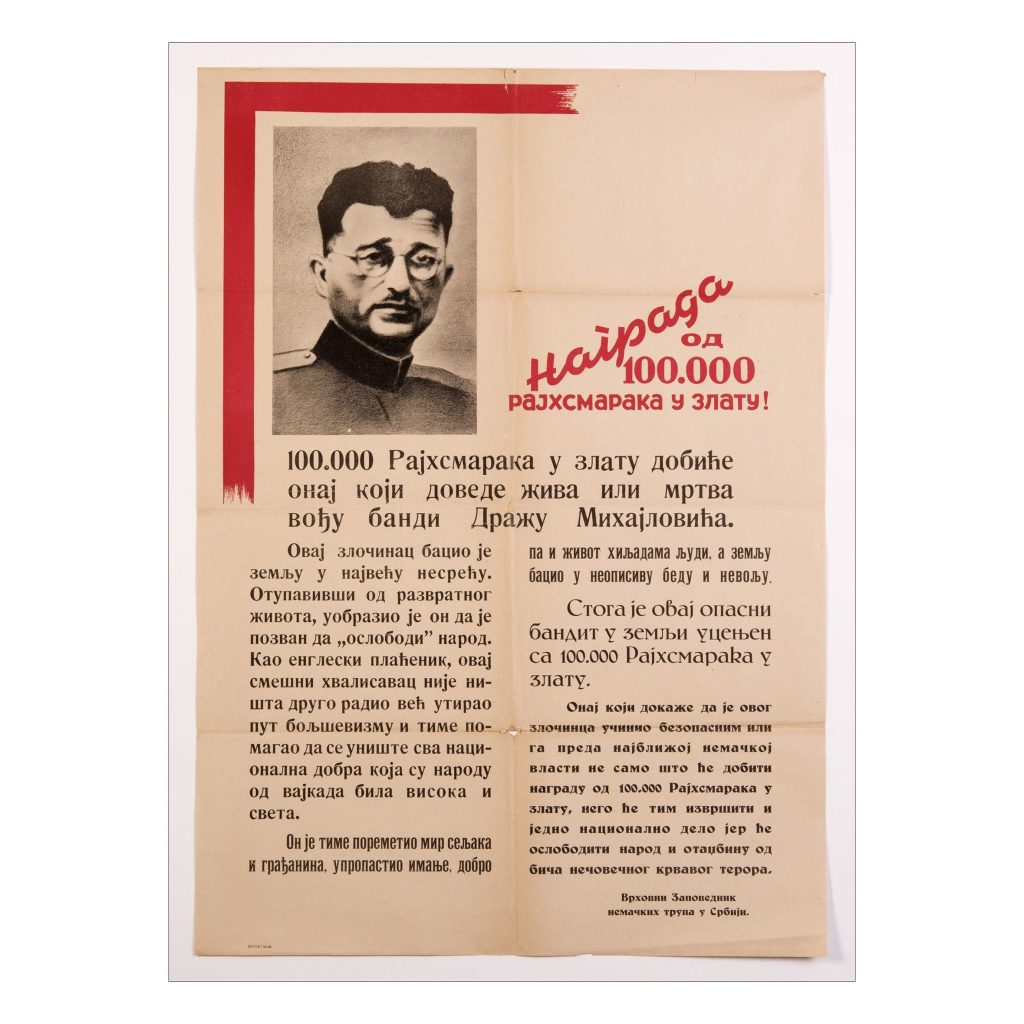 Награда
од
100.000
РАЈХСМАРАКА У ЗЛАТУ!
100.000 Рајхсмарака у злату добиће
онај који доведе жива или мртва
вођу банди Дражу Михајловића.
Овај злочинац бацио је
земљу у највећу несрећу.
Отупавивши од развратног
живота, уобразио је он да је
позван да „ослободи” народ.
Као енглески плаћеник, овај
смешни хвалисавац није ни-
шта друго радио већ утирао
пут бољшевизму и тиме по-
магао да се униште сва наци-
онална добра која су народу
од вајкада била висока и
света.
Он је тиме пореметио мир сељака
и грађанина, упропастио имање, добро
па и живот хиљадама људи, а земљу
бацио у неописиву беду и невољу.
Стога је овај опасни
бандит у земљи уцењен
са 100.000 Рајхсмарака у
злату.
Онај који докаже да је овог
злочинца учинио безопасним или
га преда најближој немачкој
власти не само што ће добити
награду од 100.000 Рајхсмарака у
злату, него ће тим извршити и
једно национално дело јер ће
ослободити народ и отаџбину од
бича нечовечног крвавог терора.
Врховни Заповедник
немачких трупа у Србији.